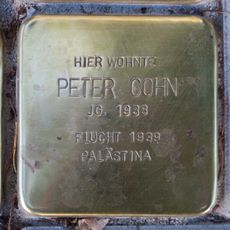 HIER WOHNTE
PETER COHN
JG. 1938
FLUCHT 1939
PALÄSTINA